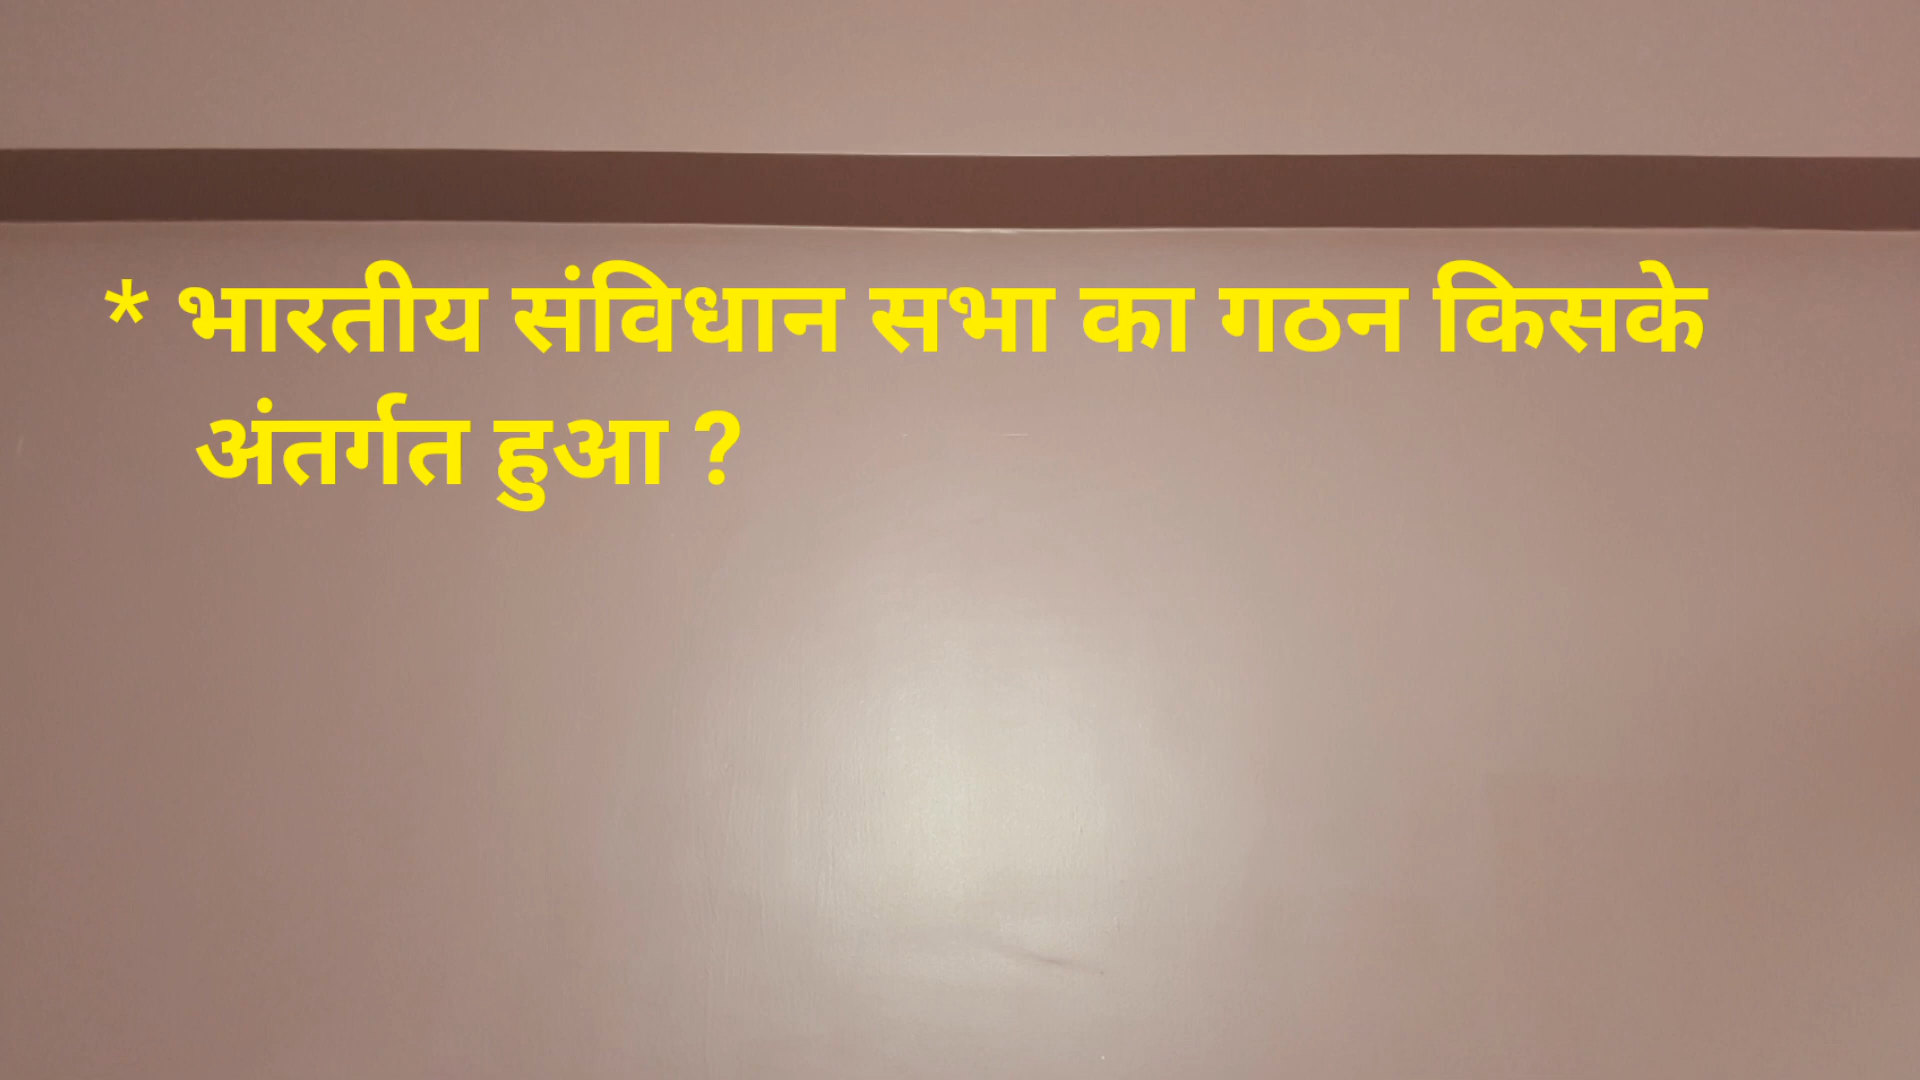 * भारतीय संविधान सभा का गठन किसके
अंतर्गत हुआ ?